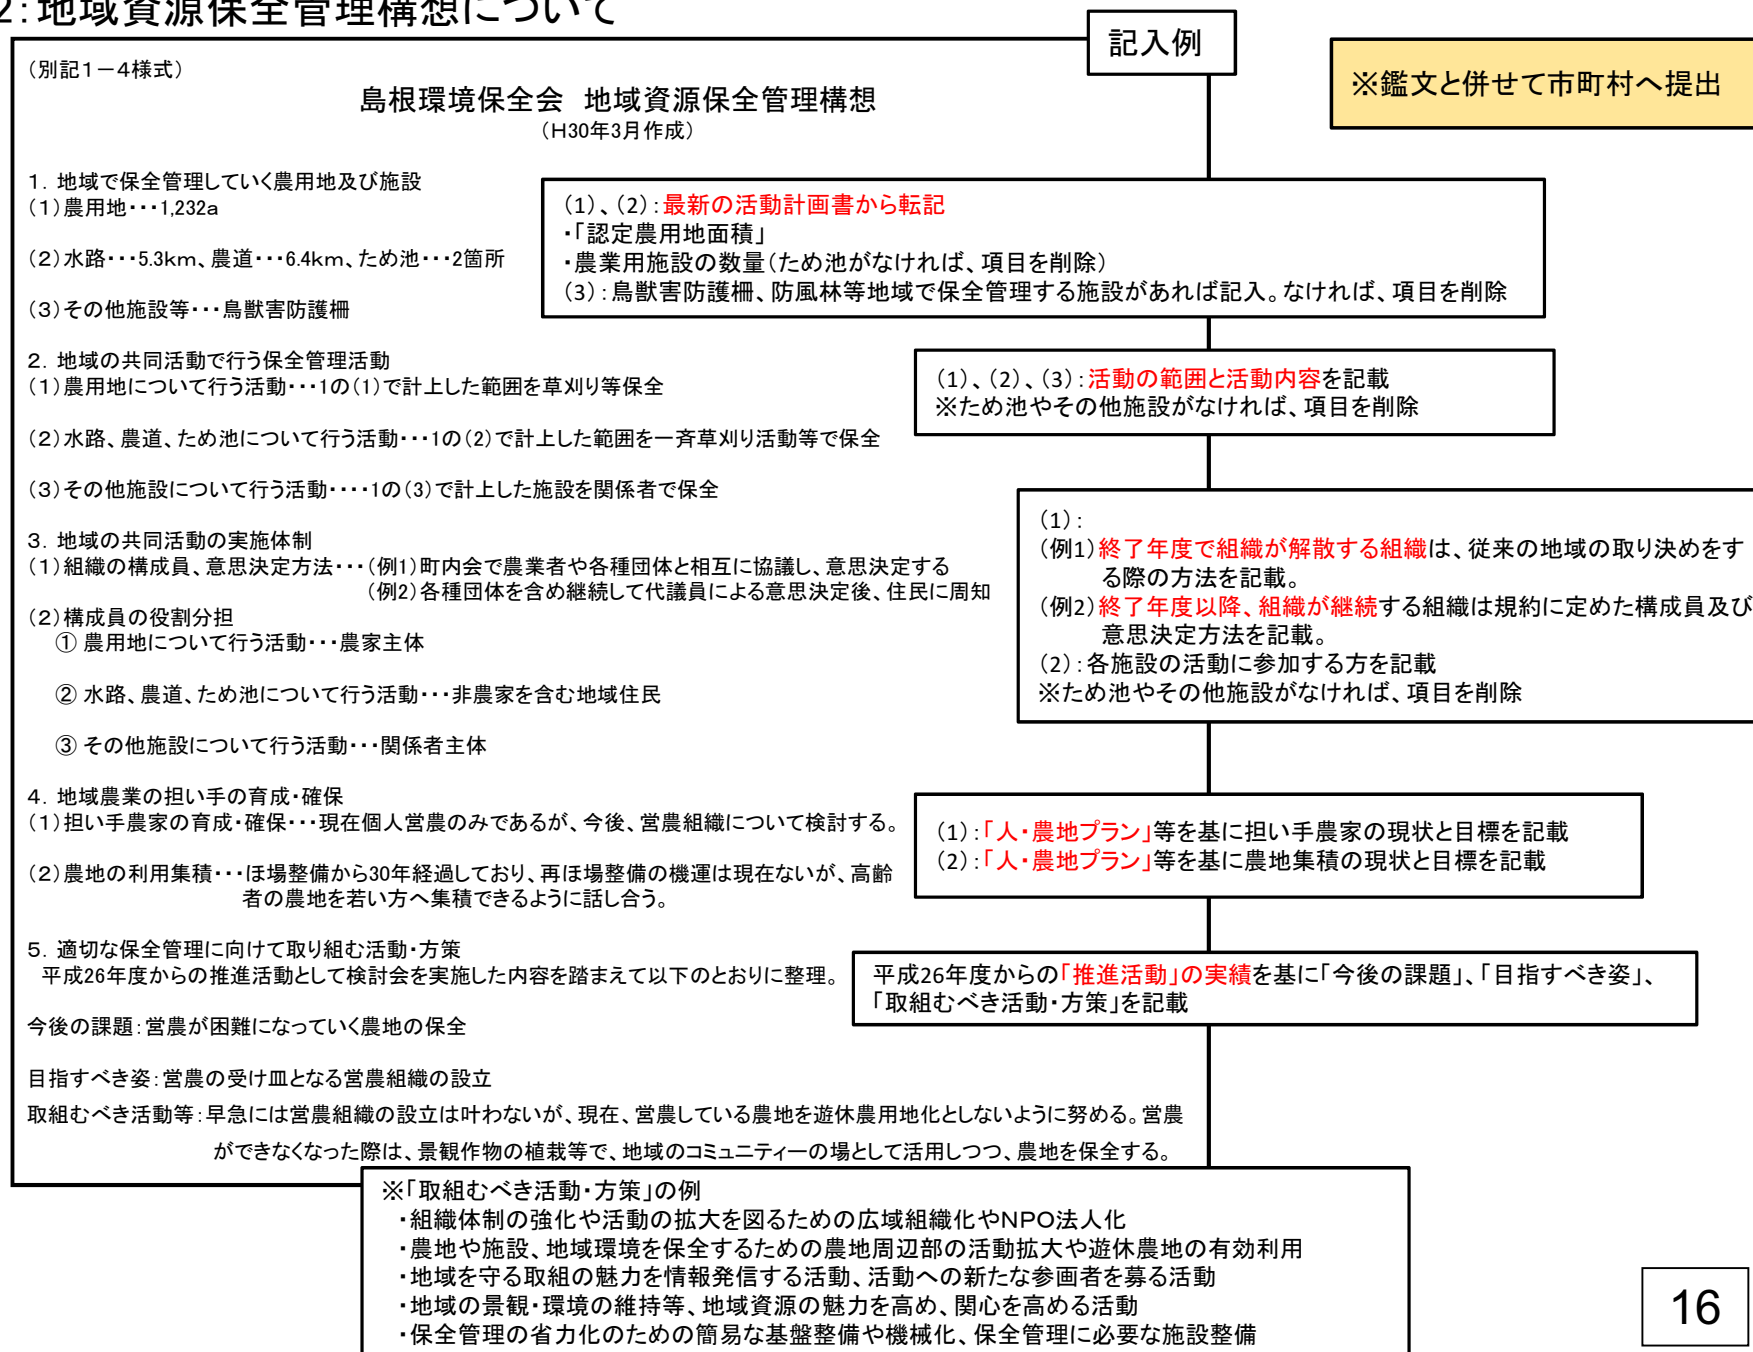 2：地域資源保全管理構想について
記入例
※鑑文と併せて市町村へ提出
（別記１－４様式）
島根環境保全会　地域資源保全管理構想
（H30年3月作成）
１．地域で保全管理していく農用地及び施設
（１）農用地・・・1,232a
（２）水路・・・5.3km、農道・・・6.4km、ため池・・・2箇所
（３）その他施設等・・・鳥獣害防護柵
（1）、（2）：最新の活動計画書から転記
・「認定農用地面積」
・農業用施設の数量（ため池がなければ、項目を削除）
（3）：鳥獣害防護柵、防風林等地域で保全管理する施設があれば記入。なければ、項目を削除
２．地域の共同活動で行う保全管理活動
（１）農用地について行う活動・・・1の（1）で計上した範囲を草刈り等保全
（２）水路、農道、ため池について行う活動・・・1の（2）で計上した範囲を一斉草刈り活動等で保全
（３）その他施設について行う活動・・・・1の（3）で計上した施設を関係者で保全
（1）、（2）、（3）：活動の範囲と活動内容を記載
※ため池やその他施設がなければ、項目を削除
３．地域の共同活動の実施体制
（１）組織の構成員、意思決定方法・・・（例1）町内会で農業者や各種団体と相互に協議し、意思決定する
（例2）各種団体を含め継続して代議員による意思決定後、住民に周知
（２）構成員の役割分担
① 農用地について行う活動・・・農家主体
② 水路、農道、ため池について行う活動・・・非農家を含む地域住民
③ その他施設について行う活動・・・関係者主体
（1）：
（例1）終了年度で組織が解散する組織は、従来の地域の取り決めをす
る際の方法を記載。
（例2）終了年度以降、組織が継続する組織は規約に定めた構成員及び
意思決定方法を記載。
（2）：各施設の活動に参加する方を記載
※ため池やその他施設がなければ、項目を削除
４．地域農業の担い手の育成・確保
（１）担い手農家の育成・確保・・・現在個人営農のみであるが、今後、営農組織について検討する。
（２）農地の利用集積・・・ほ場整備から30年経過しており、再ほ場整備の機運は現在ないが、高齢
者の農地を若い方へ集積できるように話し合う。
（1）：「人・農地プラン」等を基に担い手農家の現状と目標を記載
（2）：「人・農地プラン」等を基に農地集積の現状と目標を記載
５．適切な保全管理に向けて取り組む活動・方策
平成26年度からの推進活動として検討会を実施した内容を踏まえて以下のとおりに整理。
今後の課題：営農が困難になっていく農地の保全
目指すべき姿：営農の受け皿となる営農組織の設立
取組むべき活動等：早急には営農組織の設立は叶わないが、現在、営農している農地を遊休農用地化としないように努める。営農
ができなくなった際は、景観作物の植栽等で、地域のコミュニティーの場として活用しつつ、農地を保全する。
平成26年度からの「推進活動」の実績を基に「今後の課題」、「目指すべき姿」、
「取組むべき活動・方策」を記載
※「取組むべき活動・方策」の例
・組織体制の強化や活動の拡大を図るための広域組織化やNPO法人化
・農地や施設、地域環境を保全するための農地周辺部の活動拡大や遊休農地の有効利用
・地域を守る取組の魅力を情報発信する活動、活動への新たな参画者を募る活動
・地域の景観・環境の維持等、地域資源の魅力を高め、関心を高める活動
・保全管理の省力化のための簡易な基盤整備や機械化、保全管理に必要な施設整備
16